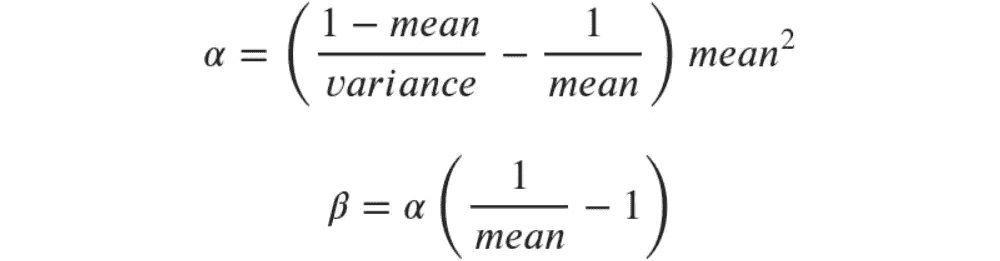 α = ( (1 − mean) / variance − 1 / mean ) mean²
β = α ( 1 / mean − 1 )